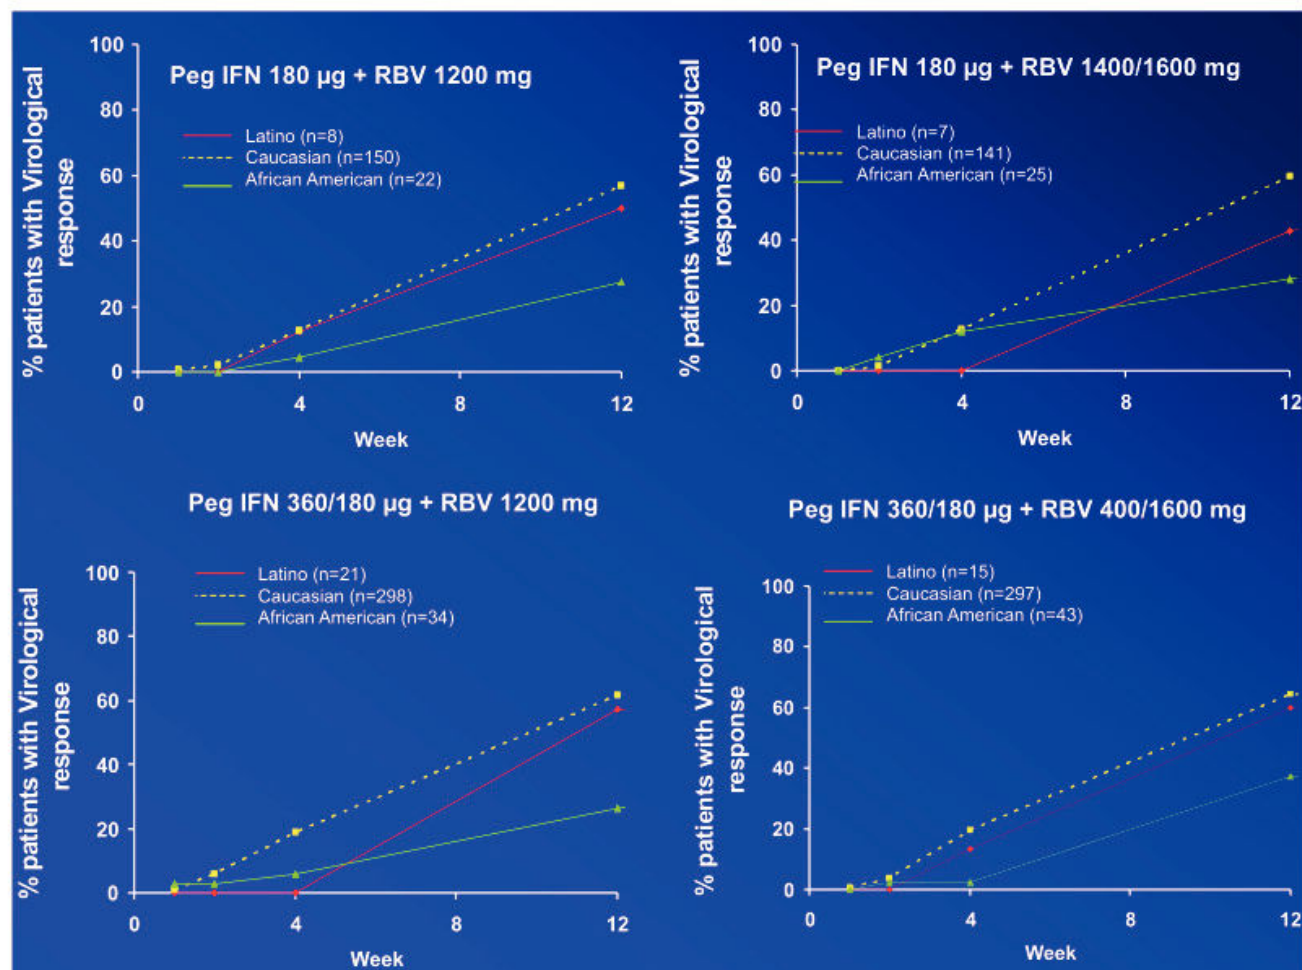 Peg IFN 180 µg + RBV 1200 mg
% patients with Virological
response
100
80
60
40
20
0
Latino (n=8)
Caucasian (n=150)
African American (n=22)
0 4 8 12
Week
Peg IFN 180 µg + RBV 1400/1600 mg
% patients with Virological
response
100
80
60
40
20
0
Latino (n=7)
Caucasian (n=141)
African American (n=25)
0 4 8 12
Week
Peg IFN 360/180 µg + RBV 1200 mg
% patients with Virological
response
100
80
60
40
20
0
Latino (n=21)
Caucasian (n=298)
African American (n=34)
0 4 8 12
Week
Peg IFN 360/180 µg + RBV 400/1600 mg
% patients with Virological
response
100
80
60
40
20
0
Latino (n=15)
Caucasian (n=297)
African American (n=43)
0 4 8 12
Week